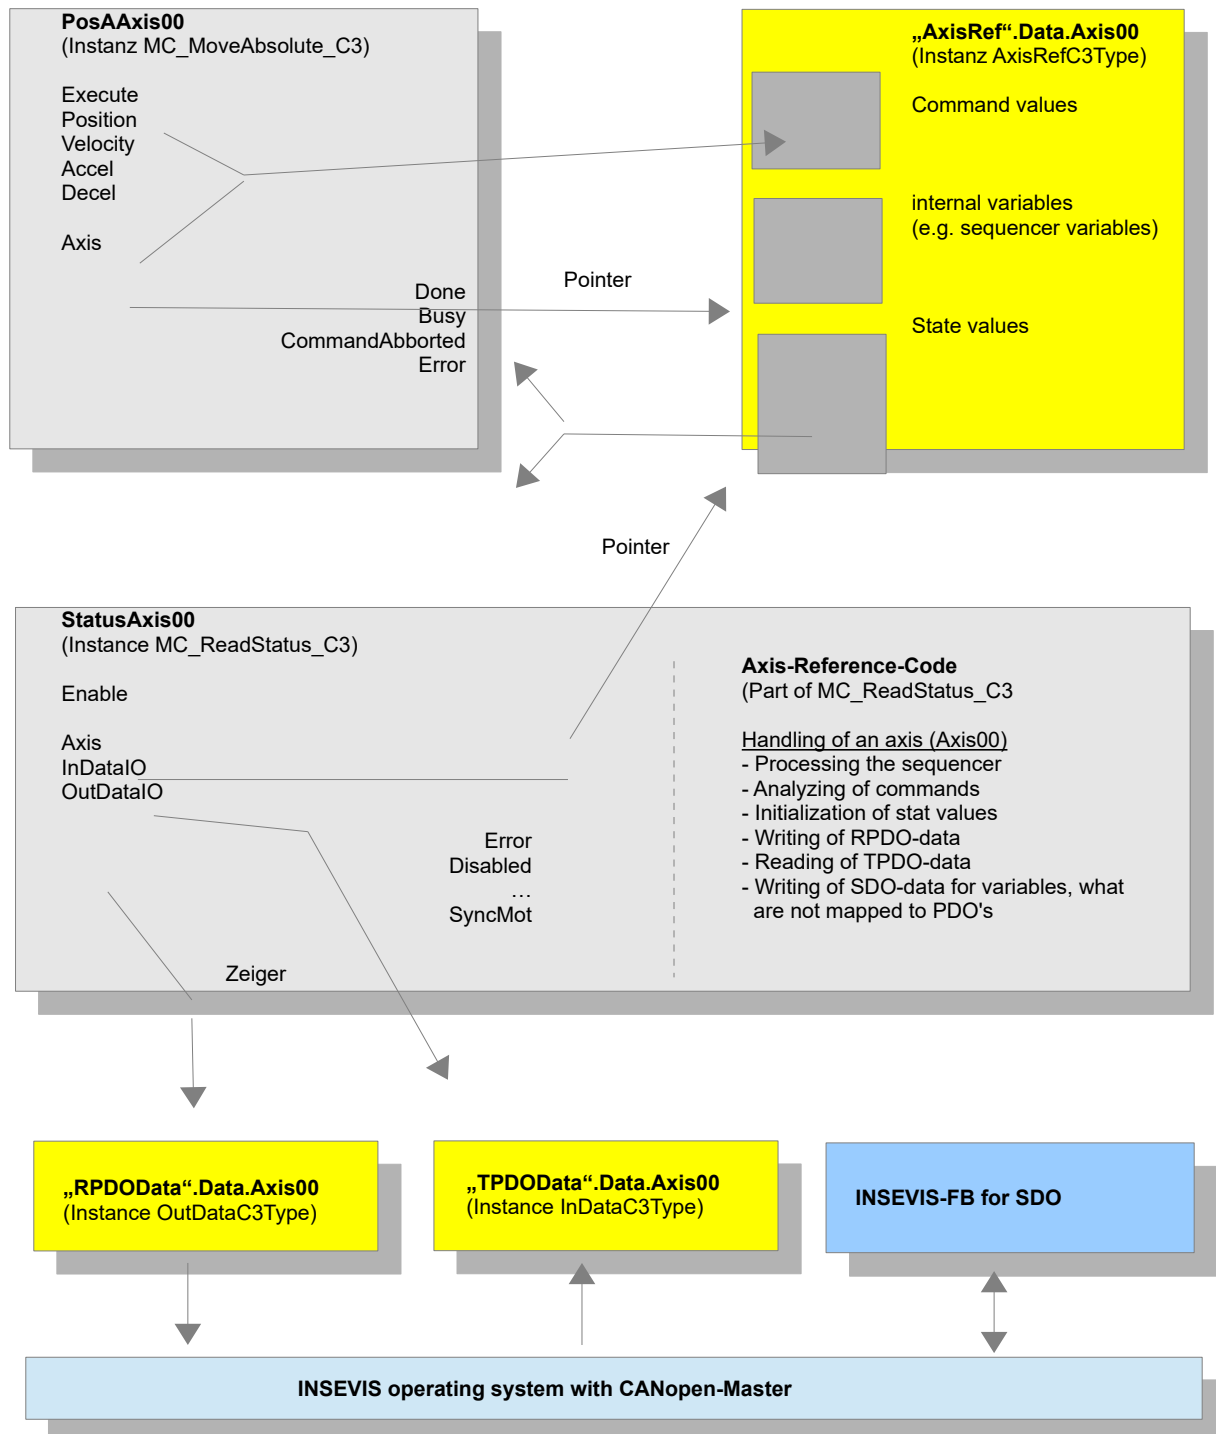 PosAAxis00
(Instanz MC_MoveAbsolute_C3)
Execute
Position
Velocity
Accel
Decel
Axis
Done
Busy
CommandAbborted
Error
Pointer
„AxisRef“.Data.Axis00
(Instanz AxisRefC3Type)
Command values
internal variables
(e.g. sequencer variables)
State values
Pointer
StatusAxis00
(Instance MC_ReadStatus_C3)
Enable
Axis
InDataIO
OutDataIO
Error
Disabled
…
SyncMot
Zeiger
Axis-Reference-Code
(Part of MC_ReadStatus_C3
Handling of an axis (Axis00)
- Processing the sequencer
- Analyzing of commands
- Initialization of stat values
- Writing of RPDO-data
- Reading of TPDO-data
- Writing of SDO-data for variables, what
are not mapped to PDO's
„RPDOData“.Data.Axis00
(Instance OutDataC3Type)
„TPDOData“.Data.Axis00
(Instance InDataC3Type)
INSEVIS-FB for SDO
INSEVIS operating system with CANopen-Master